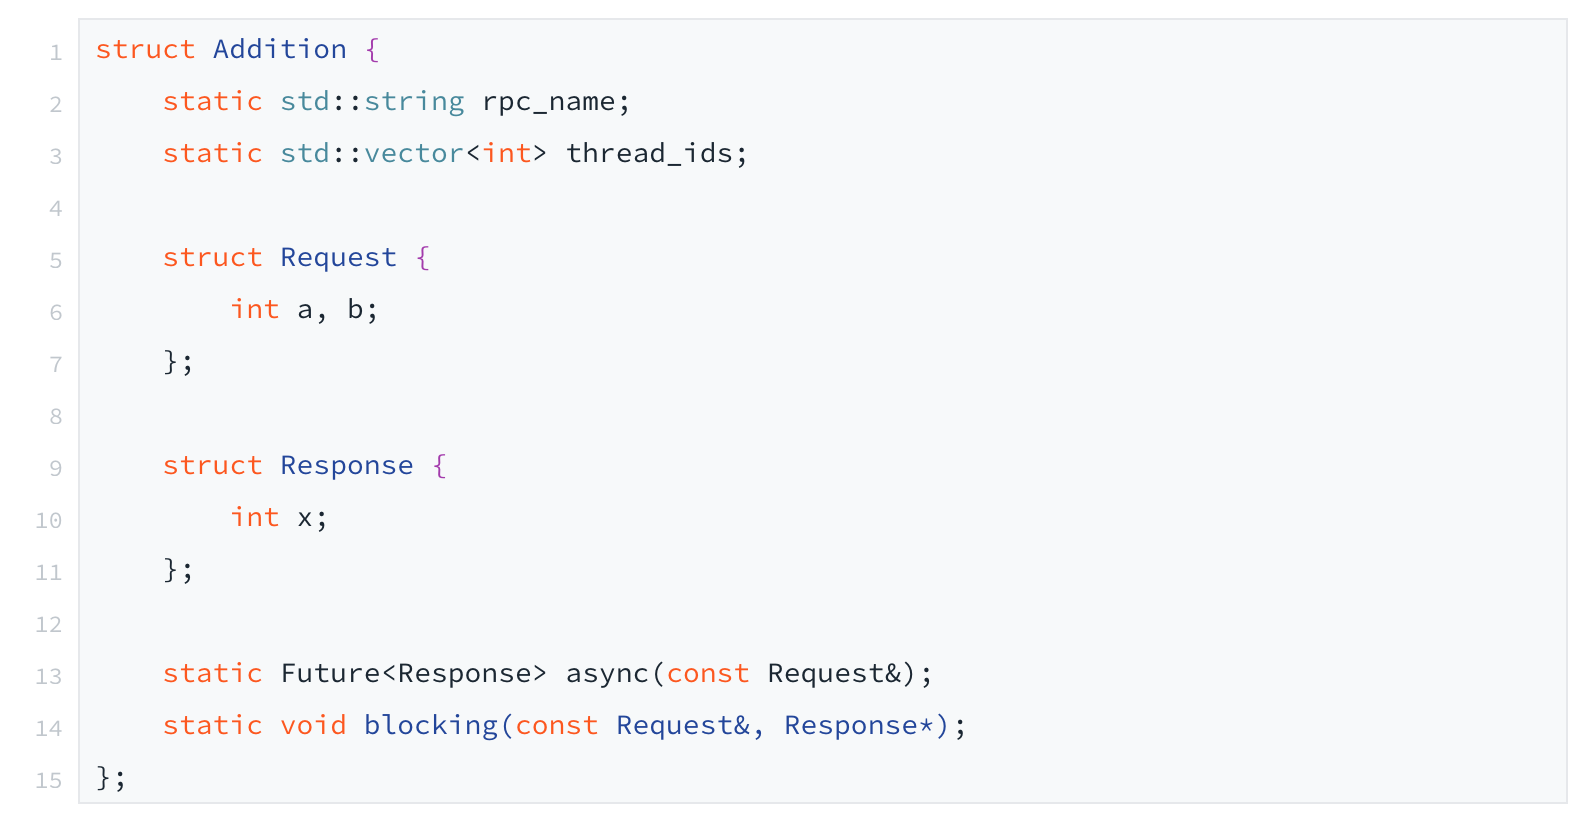 1 struct Addition {
2     static std::string rpc_name;
3     static std::vector<int> thread_ids;
4
5     struct Request {
6         int a, b;
7     };
8
9     struct Response {
10         int x;
11     };
12
13     static Future<Response> async(const Request&);
14     static void blocking(const Request&, Response*);
15 };